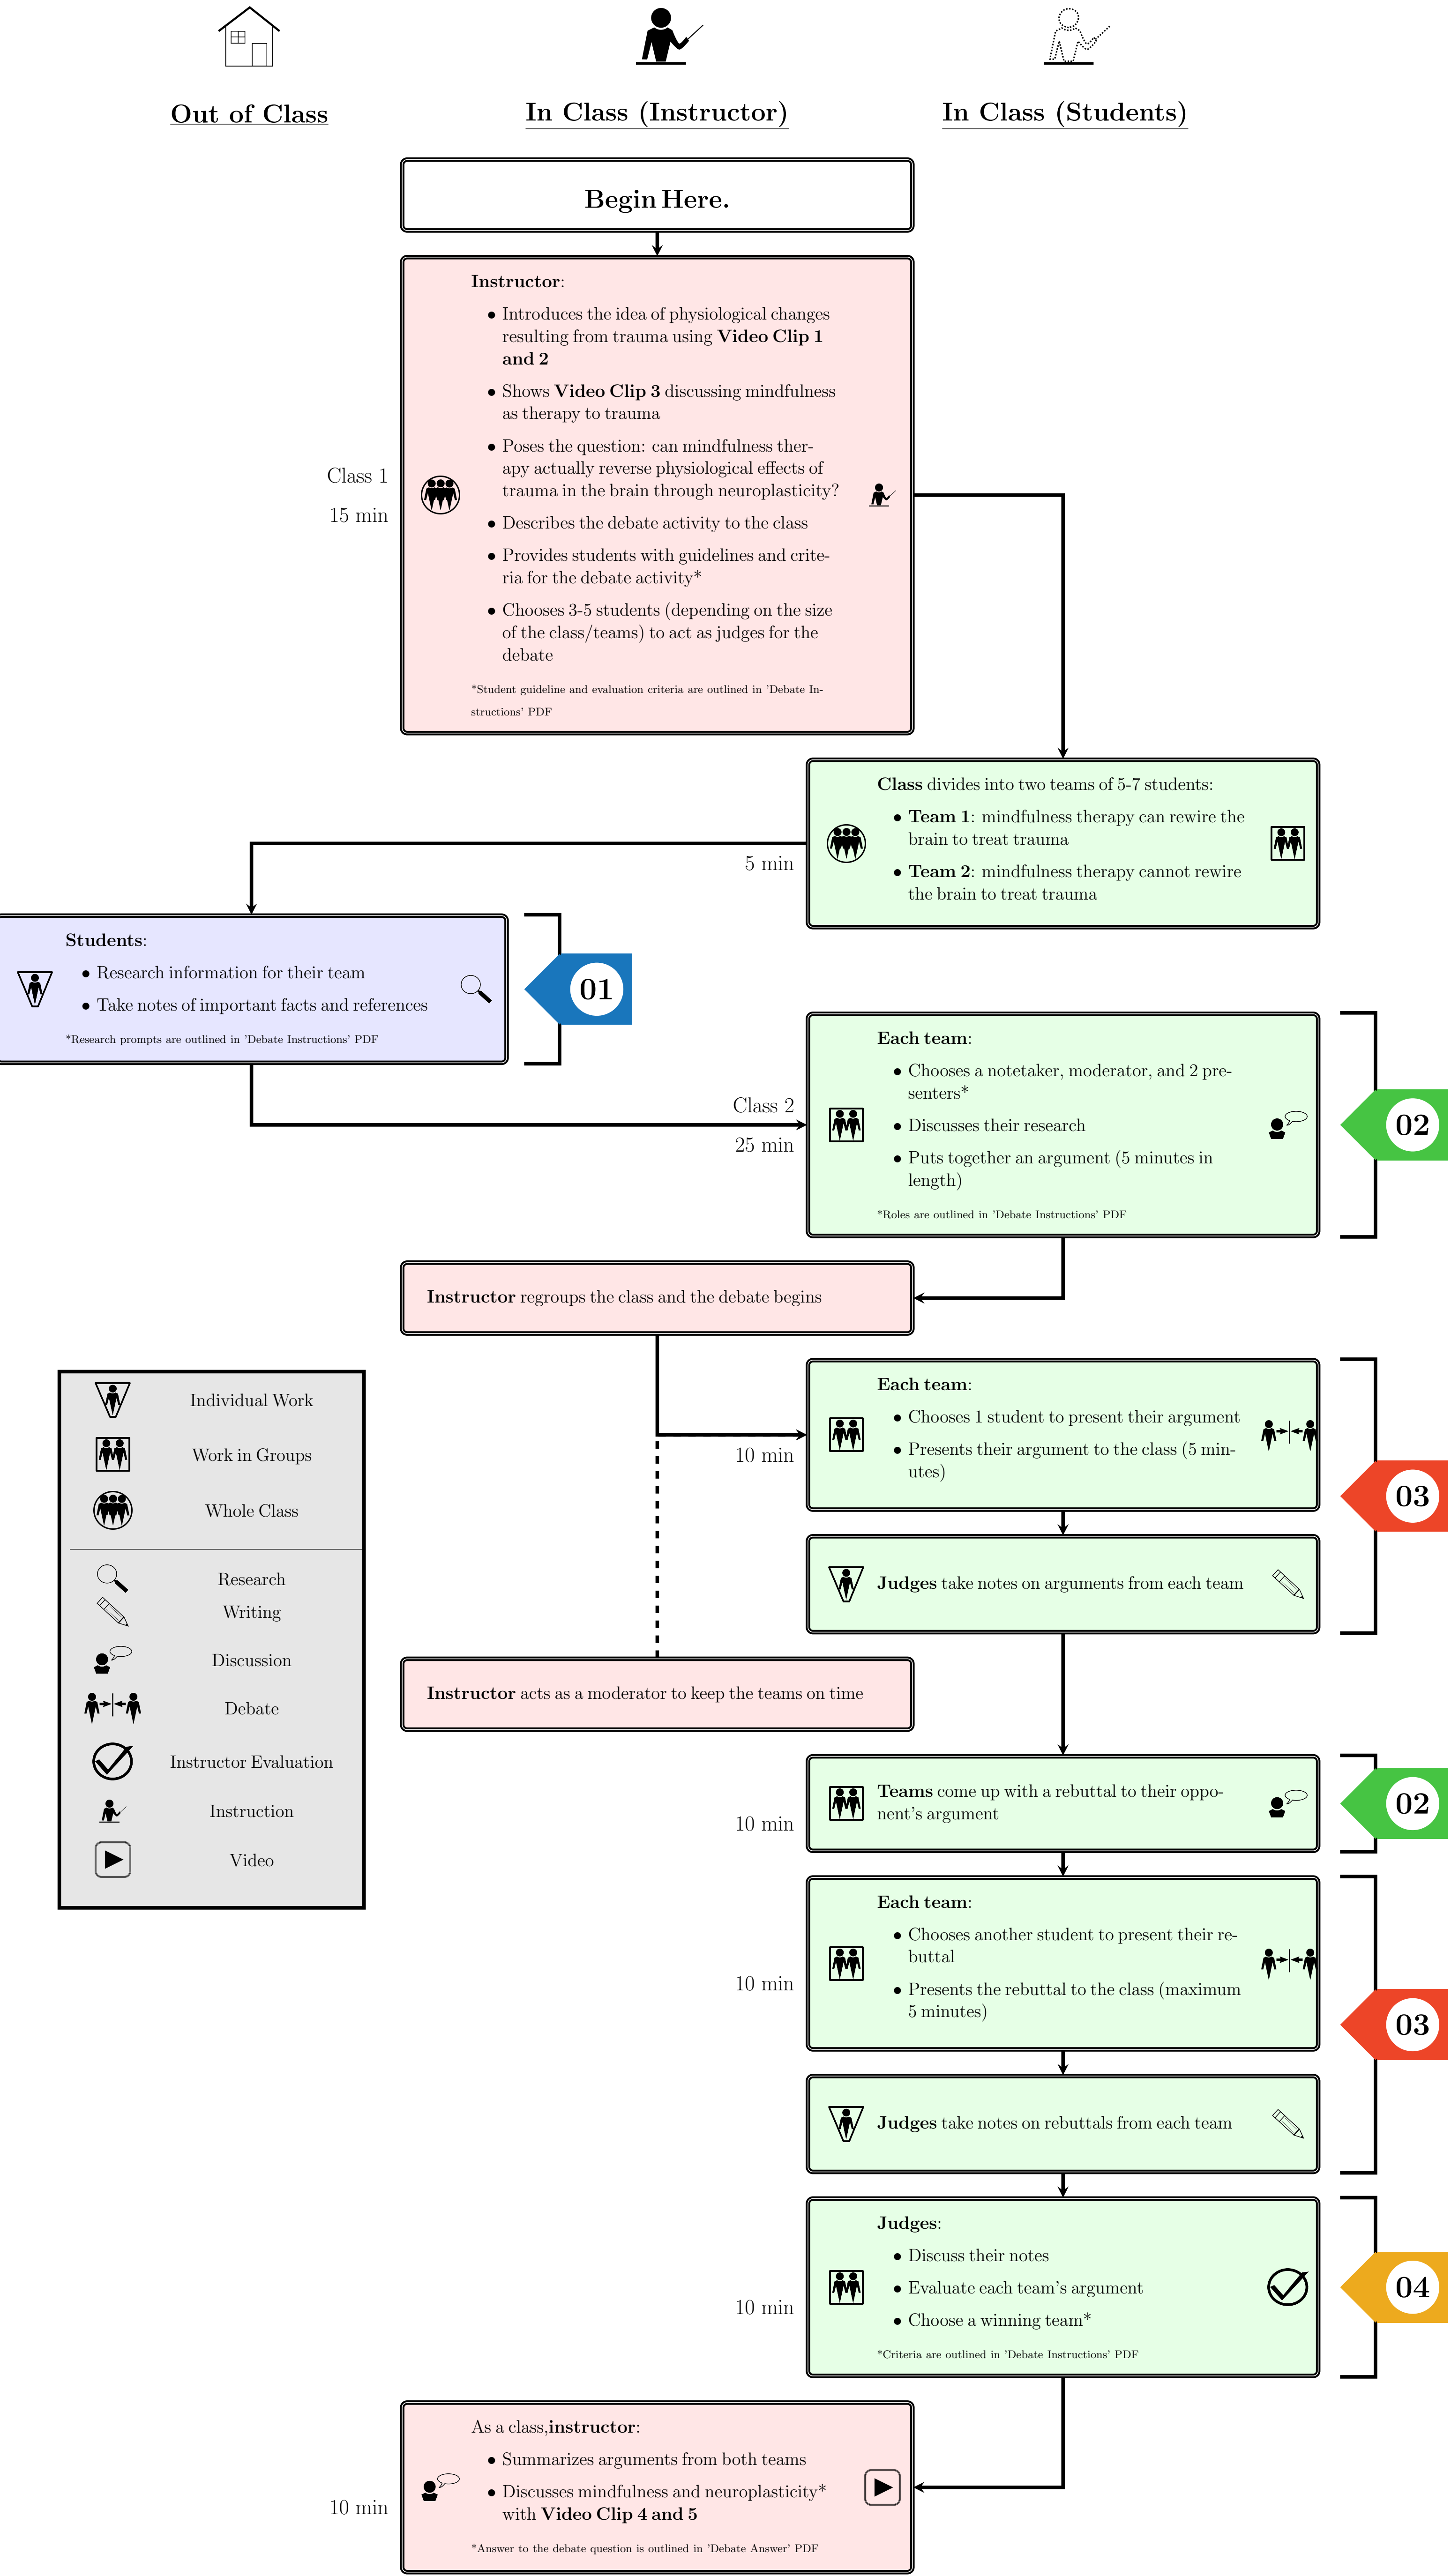 Out of Class
In Class (Instructor)
In Class (Students)
Begin Here.
Instructor:
• Introduces the idea of physiological changes
resulting from trauma using Video Clip 1
and 2
• Shows Video Clip 3 discussing mindfulness
as therapy to trauma
• Poses the question: can mindfulness ther-
apy actually reverse physiological effects of
trauma in the brain through neuroplasticity?
• Describes the debate activity to the class
• Provides students with guidelines and crite-
ria for the debate activity*
• Chooses 3-5 students (depending on the size
of the class/teams) to act as judges for the
debate
*Student guideline and evaluation criteria are outlined in 'Debate In-
structions' PDF
Class 1
15 min
Class divides into two teams of 5-7 students:
• Team 1: mindfulness therapy can rewire the
brain to treat trauma
• Team 2: mindfulness therapy cannot rewire
the brain to treat trauma
5 min
Students:
• Research information for their team
• Take notes of important facts and references
*Research prompts are outlined in 'Debate Instructions' PDF
01
Class 2
25 min
Each team:
• Chooses a notetaker, moderator, and 2 pre-
senters*
• Discusses their research
• Puts together an argument (5 minutes in
length)
*Roles are outlined in 'Debate Instructions' PDF
02
Instructor regroups the class and the debate begins
10 min
Each team:
• Chooses 1 student to present their argument
• Presents their argument to the class (5 min-
utes)
03
Judges take notes on arguments from each team
Individual Work
Work in Groups
Whole Class
Research
Writing
Discussion
Debate
Instructor Evaluation
Instruction
Video
Instructor acts as a moderator to keep the teams on time
10 min
Teams come up with a rebuttal to their oppo-
nent's argument
02
10 min
Each team:
• Chooses another student to present their re-
buttal
• Presents the rebuttal to the class (maximum
5 minutes)
03
Judges take notes on rebuttals from each team
10 min
Judges:
• Discuss their notes
• Evaluate each team's argument
• Choose a winning team*
*Criteria are outlined in 'Debate Instructions' PDF
04
10 min
As a class,instructor:
• Summarizes arguments from both teams
• Discusses mindfulness and neuroplasticity*
with Video Clip 4 and 5
*Answer to the debate question is outlined in 'Debate Answer' PDF